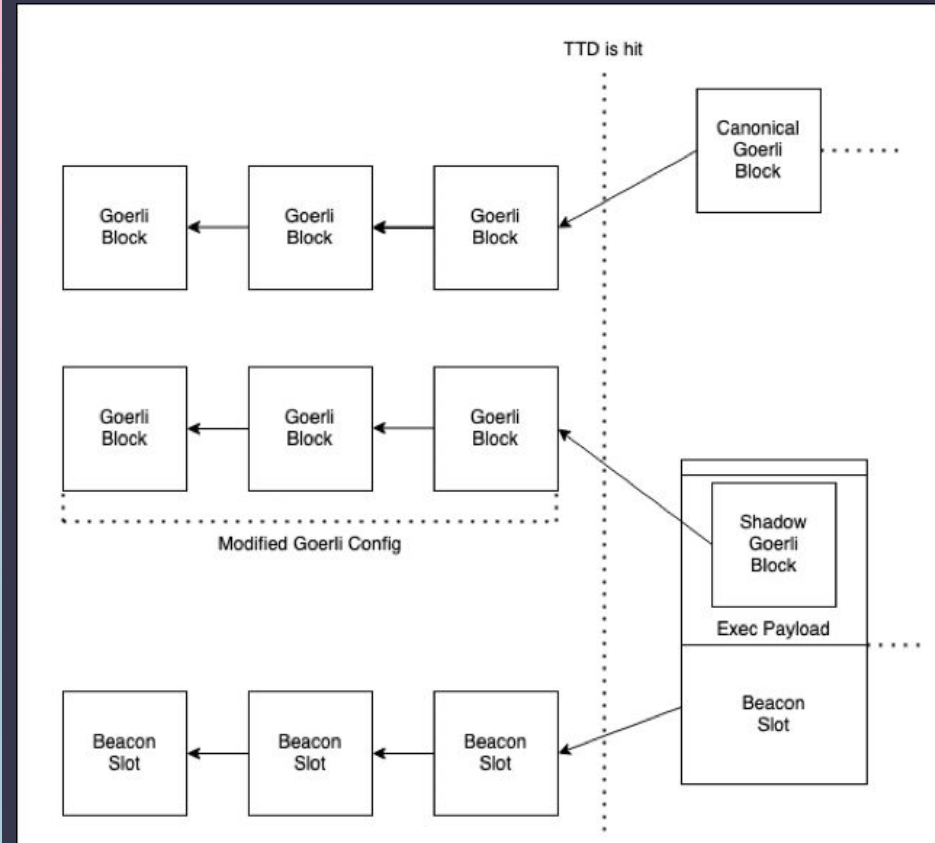 TTD is hit
Canonical
Goerli
Block
Goerli
Block
Goerli
Block
Goerli
Block
Goerli
Block
Goerli
Block
Goerli
Block
Modified Goerli Config
Shadow
Goerli
Block
Exec Payload
Beacon
Slot
Beacon
Slot
Beacon
Slot
Beacon
Slot